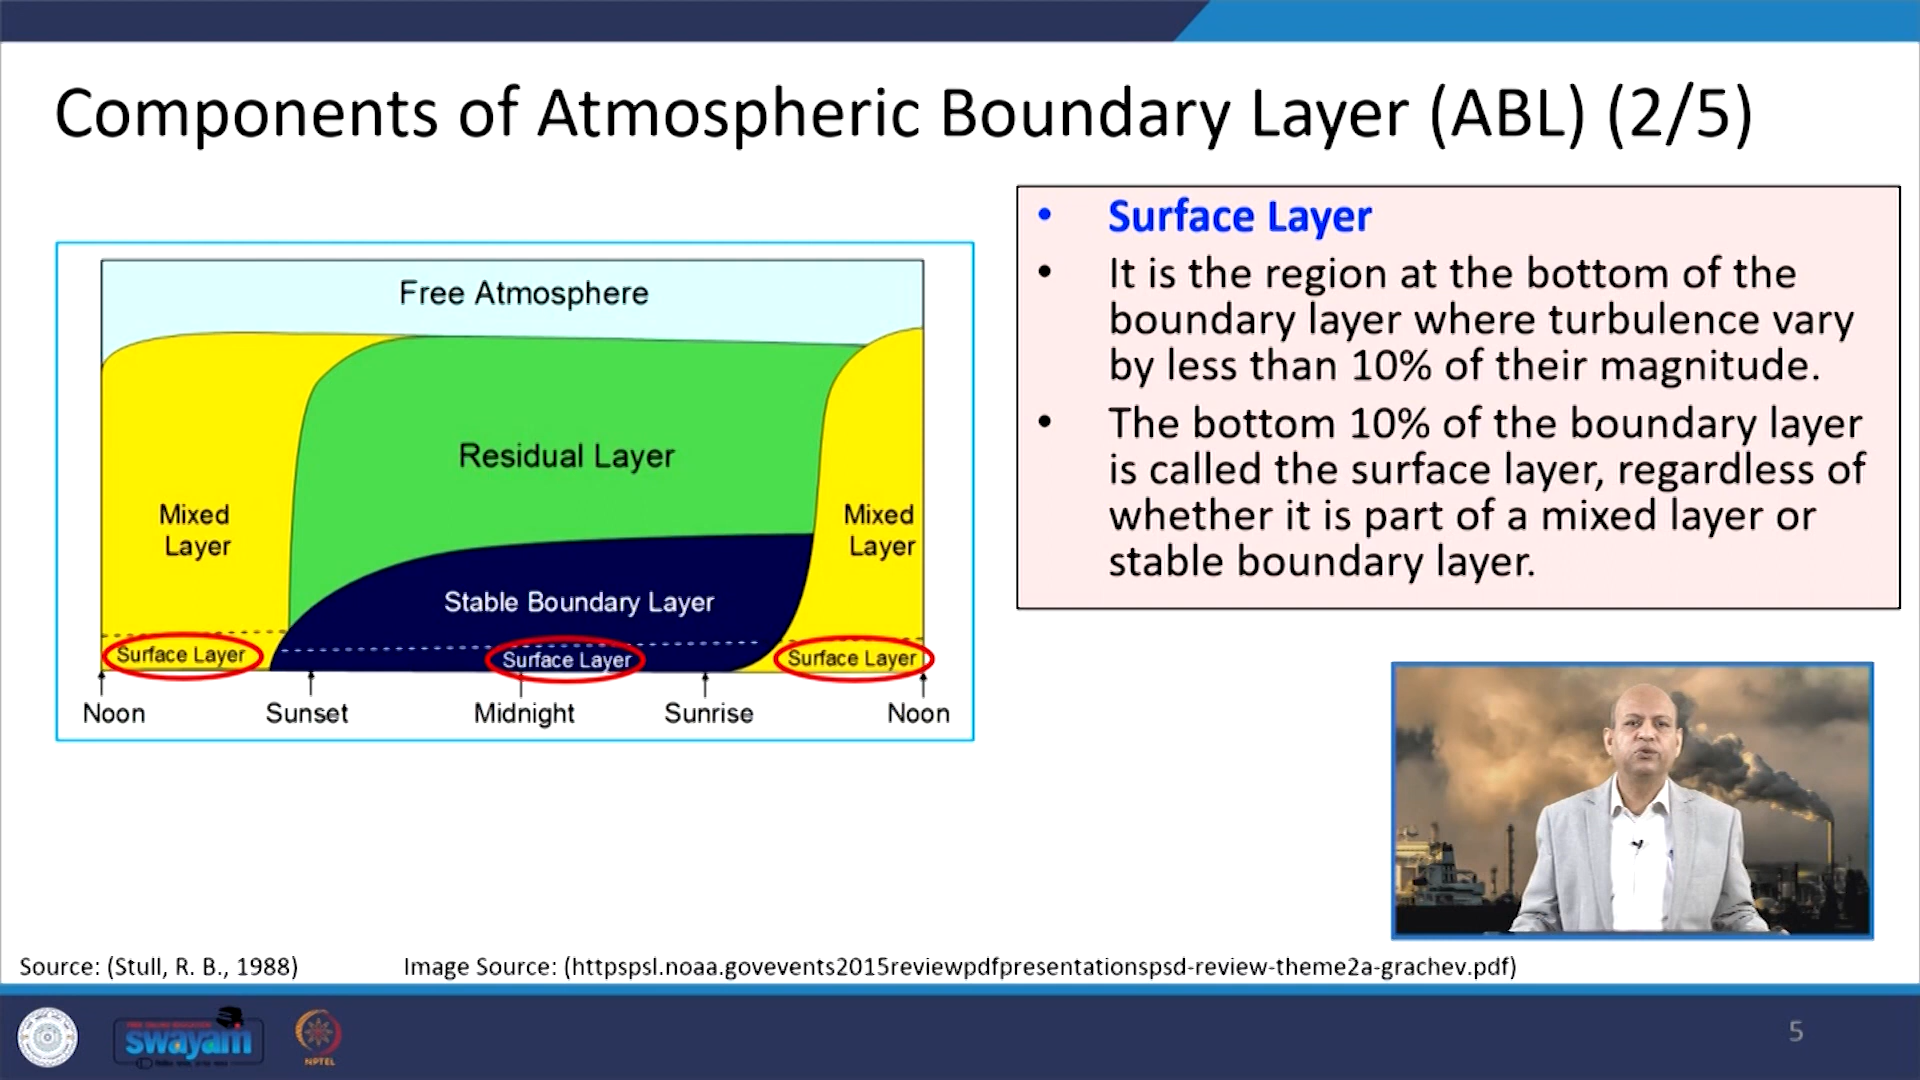 Components of Atmospheric Boundary Layer (ABL) (2/5)
Free Atmosphere
Residual Layer
Mixed
Layer
Mixed
Layer
Stable Boundary Layer
Surface Layer
Surface Layer
Surface Layer
Noon
Sunset
Midnight
Sunrise
Noon
• Surface Layer
• It is the region at the bottom of the
boundary layer where turbulence vary
by less than 10% of their magnitude.
• The bottom 10% of the boundary layer
is called the surface layer, regardless of
whether it is part of a mixed layer or
stable boundary layer.
Source: (Stull, R. B., 1988)
Image Source: (httpspsl.noaa.govevents2015reviewpdfpresentationspsd-review-theme2a-grachev.pdf)
swayam
NPTEL
5